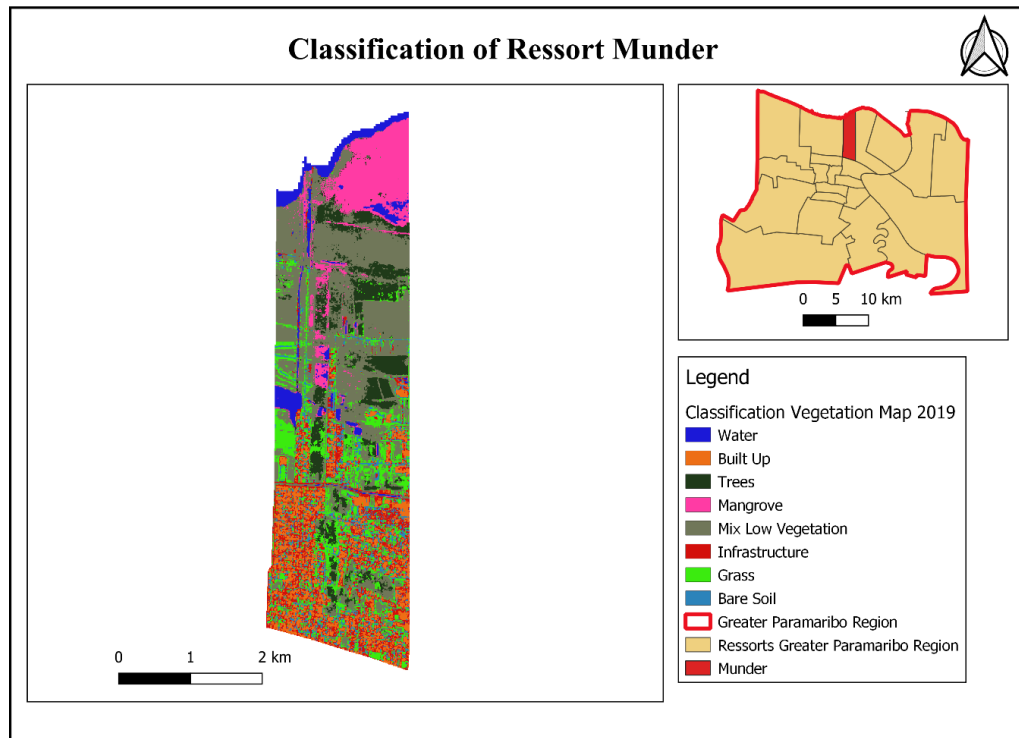 Classification of Ressort Munder
0 1 2 km
0 5 10 km
Legend
Classification Vegetation Map 2019
Water
Built Up
Trees
Mangrove
Mix Low Vegetation
Infrastructure
Grass
Bare Soil
Greater Paramaribo Region
Ressorts Greater Paramaribo Region
Munder